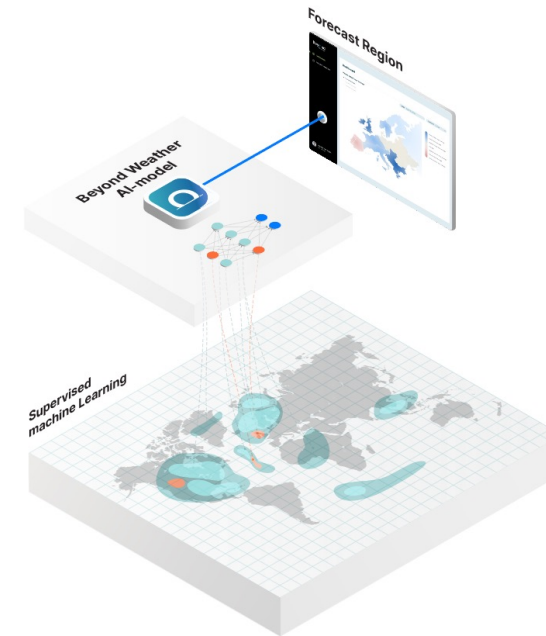 Forecast Region
Beyond Weather
AI-model
Supervised
machine Learning